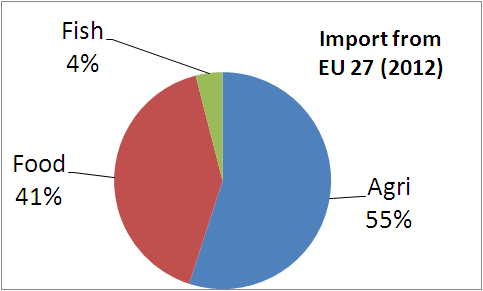 Import from
EU 27 (2012)
Fish
4%
Food
41%
Agri
55%